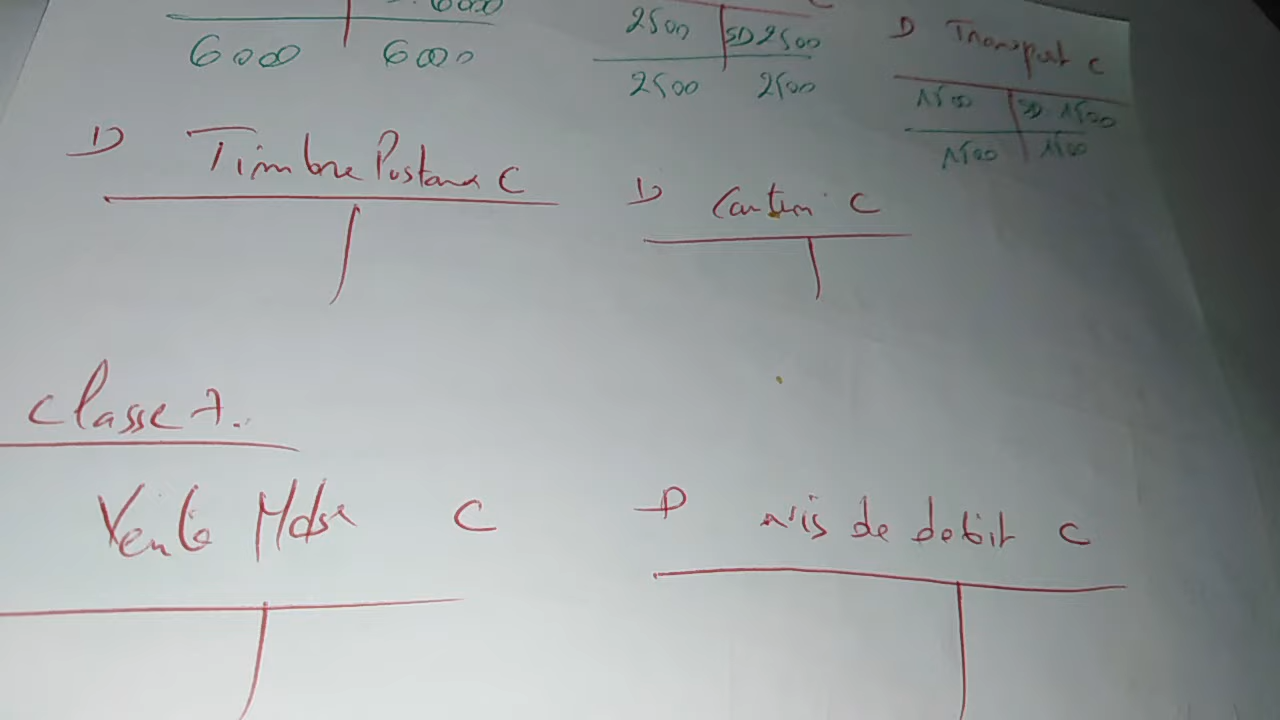 6000
6000 6000
2500 SD 2500
2500 2500
D Transport C
1500 SD 1500
1500 1500
D Timbre Postaux C
D Cantin C
Classe 7.
Vente Mdse C
D avis de debit C